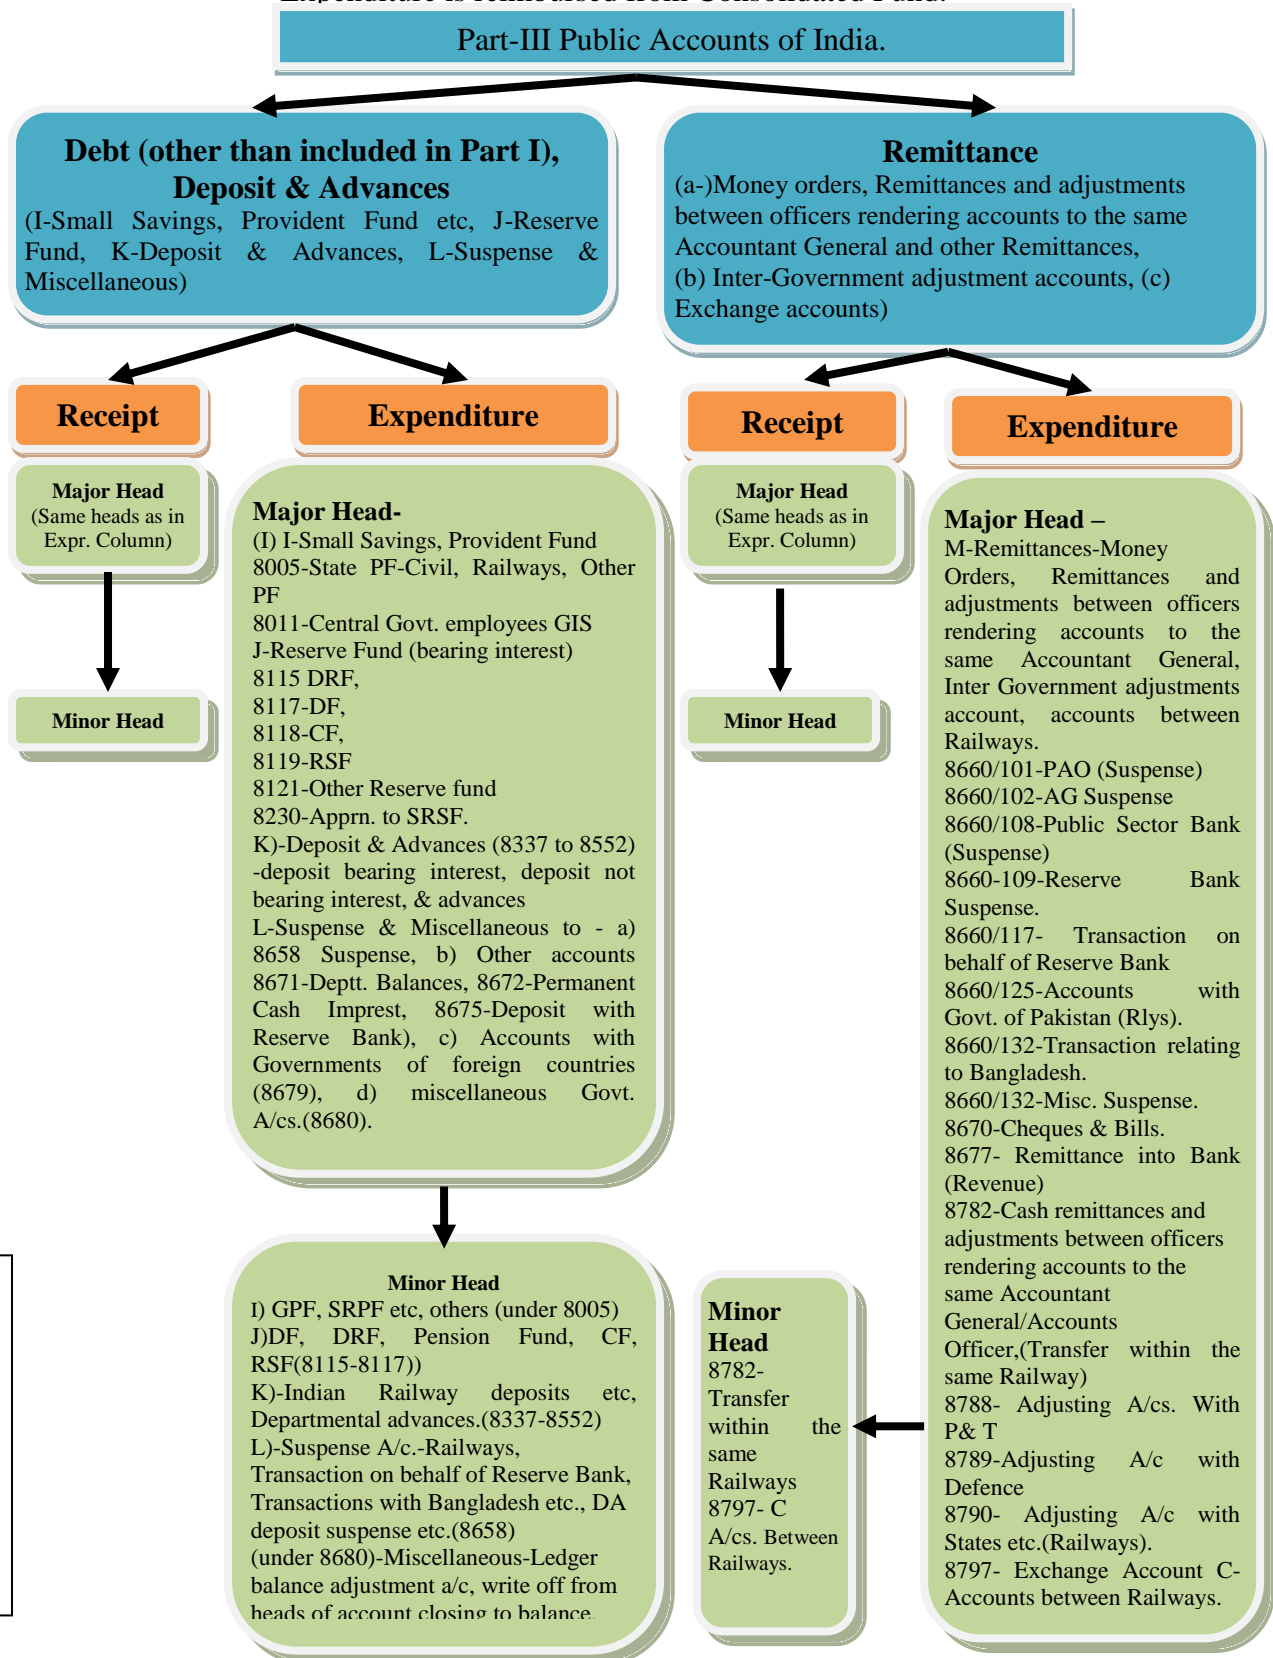 Expenditure is reimbursed from Consolidated Fund.
Part-III Public Accounts of India.
Debt (other than included in Part I),
Deposit & Advances
(I-Small Savings, Provident Fund etc, J-Reserve
Fund, K-Deposit & Advances, L-Suspense &
Miscellaneous)
Remittance
(a-)Money orders, Remittances and adjustments
between officers rendering accounts to the same
Accountant General and other Remittances,
(b) Inter-Government adjustment accounts, (c)
Exchange accounts)
Receipt
Expenditure
Receipt
Expenditure
Major Head
(Same heads as in
Expr. Column)
Minor Head
Major Head-
(I) I-Small Savings, Provident Fund
8005-State PF-Civil, Railways, Other
PF
8011-Central Govt. employees GIS
J-Reserve Fund (bearing interest)
8115 DRF,
8117-DF,
8118-CF,
8119-RSF
8121-Other Reserve fund
8230-Apprn. to SRSF.
K)-Deposit & Advances (8337 to 8552)
-deposit bearing interest, deposit not
bearing interest, & advances
L-Suspense & Miscellaneous to - a)
8658 Suspense, b) Other accounts
8671-Deptt. Balances, 8672-Permanent
Cash Imprest, 8675-Deposit with
Reserve Bank), c) Accounts with
Governments of foreign countries
(8679), d) miscellaneous Govt.
A/cs.(8680).
Minor Head
I) GPF, SRPF etc, others (under 8005)
J)DF, DRF, Pension Fund, CF,
RSF(8115-8117))
K)-Indian Railway deposits etc,
Departmental advances.(8337-8552)
L)-Suspense A/c.-Railways,
Transaction on behalf of Reserve Bank,
Transactions with Bangladesh etc., DA
deposit suspense etc.(8658)
(under 8680)-Miscellaneous-Ledger
balance adjustment a/c, write off from
heads of account closing to balance.
Major Head
(Same heads as in
Expr. Column)
Minor Head
Major Head –
M-Remittances-Money
Orders, Remittances and
adjustments between officers
rendering accounts to the
same Accountant General,
Inter Government adjustments
account, accounts between
Railways.
8660/101-PAO (Suspense)
8660/102-AG Suspense
8660/108-Public Sector Bank
(Suspense)
8660-109-Reserve Bank
Suspense.
8660/117- Transaction on
behalf of Reserve Bank
8660/125-Accounts with
Govt. of Pakistan (Rlys).
8660/132-Transaction relating
to Bangladesh.
8660/132-Misc. Suspense.
8670-Cheques & Bills.
8677- Remittance into Bank
(Revenue)
8782-Cash remittances and
adjustments between officers
rendering accounts to the
same Accountant
General/Accounts
Officer,(Transfer within the
same Railway)
8788- Adjusting A/cs. With
P& T
8789-Adjusting A/c with
Defence
8790- Adjusting A/c with
States etc.(Railways).
8797- Exchange Account C-
Accounts between Railways.
Minor
Head
8782-
Transfer
within the
same
Railways
8797- C
A/cs. Between
Railways.